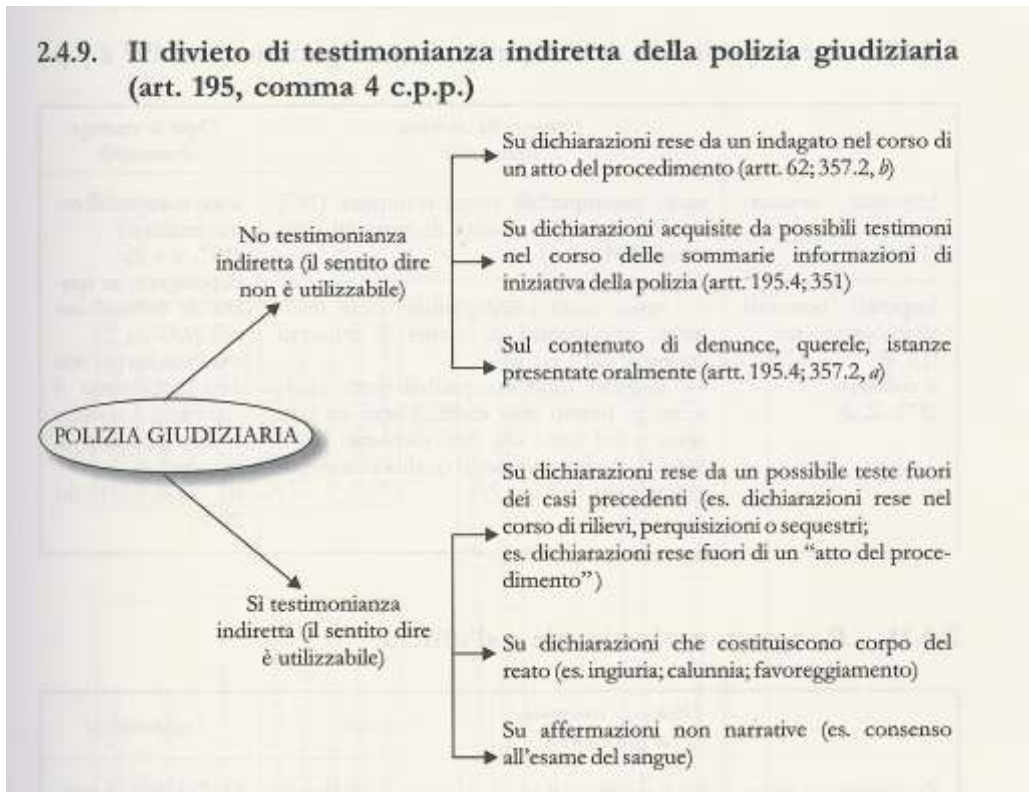 2.4.9. Il divieto di testimonianza indiretta della polizia giudiziaria
(art. 195, comma 4 c.p.p.)
POLIZIA GIUDIZIARIA
No testimonianza
indiretta (il sentito dire
non è utilizzabile)
Su dichiarazioni rese da un indagato nel corso di
un atto del procedimento (artt. 62; 357.2, b)
Su dichiarazioni acquisite da possibili testimoni
nel corso delle sommarie informazioni di
iniziativa della polizia (artt. 195.4; 351)
Sul contenuto di denunce, querele, istanze
presentate oralmente (artt. 195.4; 357.2, a)
Sì testimonianza
indiretta (il sentito dire
è utilizzabile)
Su dichiarazioni rese da un possibile teste fuori
dei casi precedenti (es. dichiarazioni rese nel
corso di rilievi, perquisizioni o sequestri;
es. dichiarazioni rese fuori di un “atto del proce-
dimento”)
Su dichiarazioni che costituiscono corpo del
reato (es. ingiuria; calunnia; favoreggiamento)
Su affermazioni non narrative (es. consenso
all'esame del sangue)